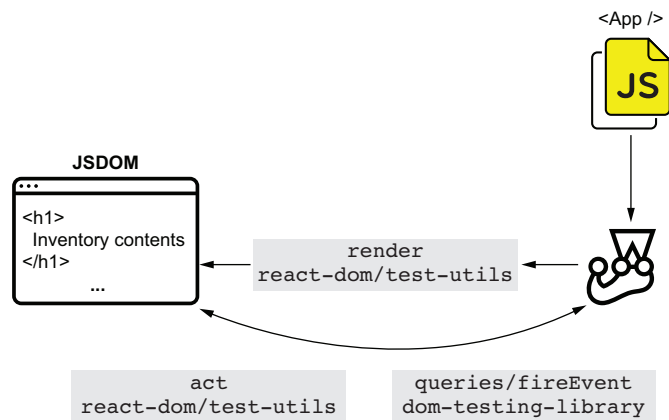 <App />
JS
JSDOM
<h1>
Inventory contents
</h1>
...
render
react-dom/test-utils
act
react-dom/test-utils
queries/fireEvent
dom-testing-library